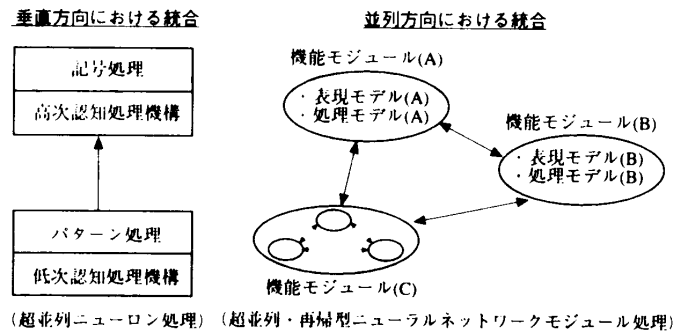 垂直方向における統合
記号処理
高次認知処理機構
パターン処理
低次認知処理機構
(超並列ニューロン処理)
並列方向における統合
機能モジュール(A)
・表現モデル(A)
・処理モデル(A)
機能モジュール(B)
・表現モデル(B)
・処理モデル(B)
機能モジュール(C)
(超並列・再帰型ニューラルネットワークモジュール処理)